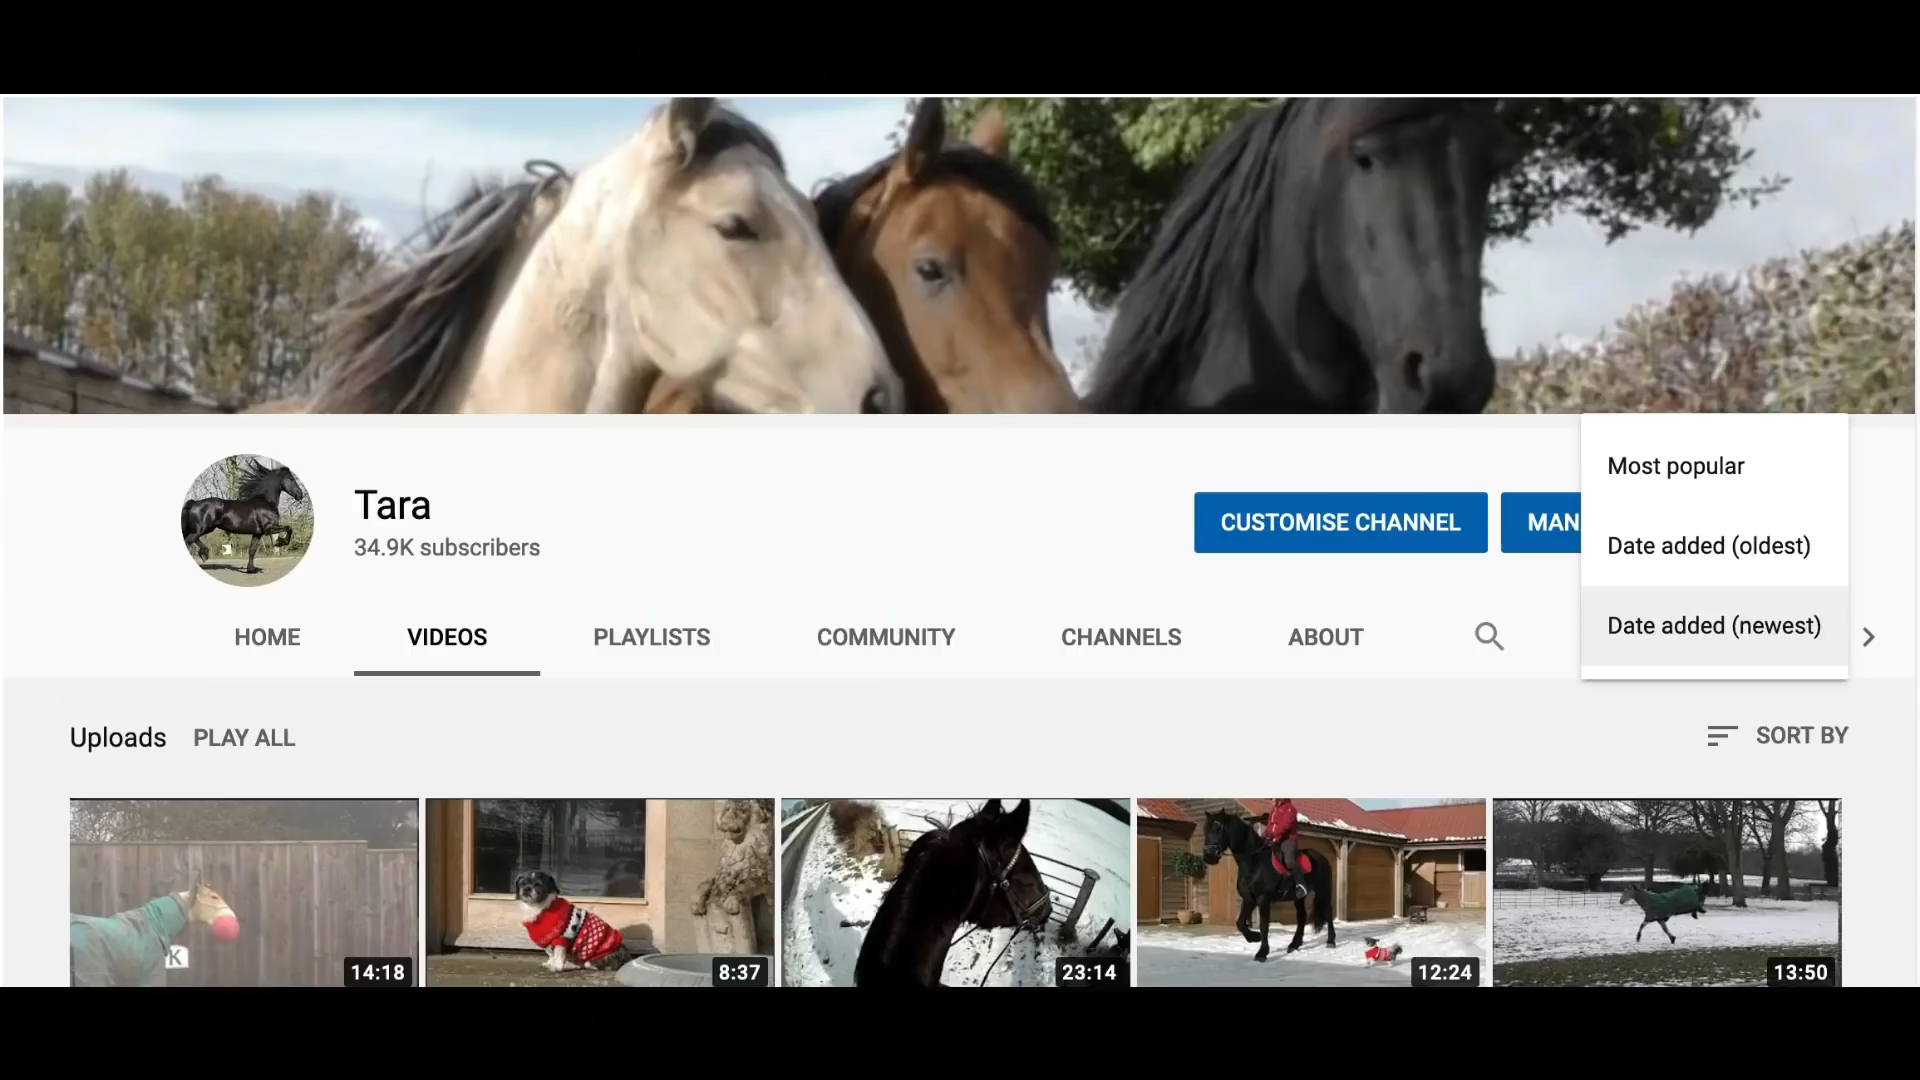 Tara
34.9K subscribers
CUSTOMISE CHANNEL
MAN
Most popular
Date added (oldest)
Date added (newest)
HOME
VIDEOS
PLAYLISTS
COMMUNITY
CHANNELS
ABOUT
Uploads
PLAY ALL
SORT BY
K
14:18
8:37
23:14
12:24
13:50